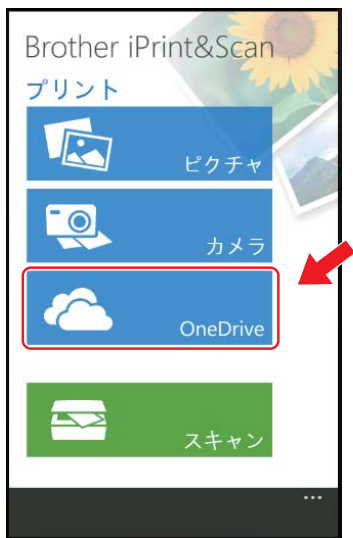 Brother iPrint&Scan
プリント
ピクチャ
カメラ
OneDrive
スキャン
...